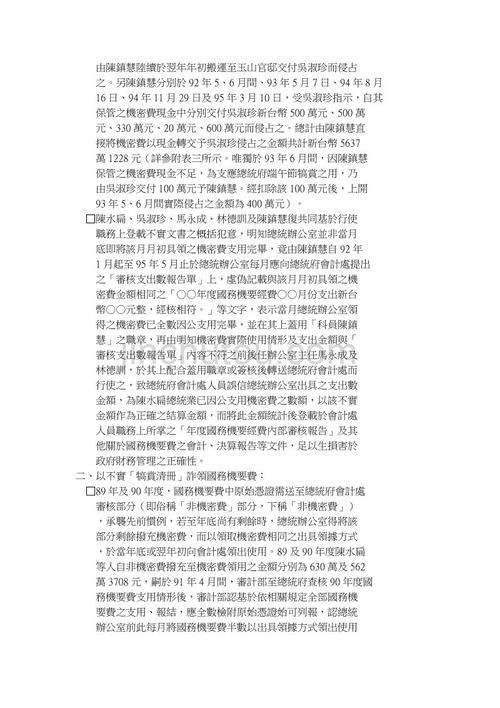 由陳鎮慧陸續於翌年年初搬運至玉山官邸交付吳淑珍而侵占
之。另陳鎮慧分別於 92 年 5、6 月間、93 年 5 月 7 日、94 年 8 月
16 日、94 年 11 月 29 日及 95 年 3 月 10 日，受吳淑珍指示，自其
保管之機密費現金中分別交付吳淑珍新台幣 500 萬元、500 萬
元、330 萬元、20 萬元、600 萬元而侵占之。總計由陳鎮慧直
接將機密費以現金轉交予吳淑珍侵占之金額共計新台幣 5637
萬 1228 元（詳參附表三所示。唯獨於 93 年 6 月間，因陳鎮慧
保管之機密費現金不足，為支應總統府端午節犒賞之用，乃
由吳淑珍交付 100 萬元予陳鎮慧。經扣除該 100 萬元後，上開
93 年 5、6 月間實際侵占之金額為 400 萬元）。
□陳水扁、吳淑珍、馬永成、林德訓及陳鎮慧復共同基於行使
職務上登載不實文書之概括犯意，明知總統辦公室並非當月
底即將該月月初具領之機密費支用完畢，竟由陳鎮慧自 92 年
1 月起至 95 年 5 月止於總統辦公室每月應向總統府會計處提出
之「審核支出數報告單」上，虛偽記載與該月月初具領之機
密費金額相同之「○○年度國務機要經費○○月份支出新台
幣○○元整，經核相符。」等文字，表示當月總統辦公室領
得之機密費已全數因公支用完畢，並在其上蓋用「科員陳鎮
慧」之職章，再由明知機密費實際使用情形及支出金額與「
審核支出數報告單」內容不符之前後任辦公室主任馬永成及
林德訓，於其上配合蓋用職章或簽核後轉送總統府會計處而
行使之，致總統府會計處人員誤信總統辦公室出具之支出數
金額，為陳水扁總統業已因公支用機密費之數額，以該不實
金額作為正確之結算金額，而將此金額統計後登載於會計處
人員職務上所掌之「年度國務機要經費內部審核報告」及其
他關於國務機要費之會計、決算報告等文件，足以生損害於
政府財務管理之正確性。
二、以不實「犒賞清冊」詐領國務機要費：
□89 年及 90 年度，國務機要費中原始憑證需送至總統府會計處
審核部分（即俗稱「非機密費」部分，下稱「非機密費」）
，承襲先前慣例，若至年底尚有剩餘時，總統辦公室得將該
部分剩餘撥充機密費，而以領取機密費相同之出具領據方式
，於當年底或翌年初向會計處領出使用。89 及 90 年度陳水扁
等人自非機密費撥充至機密費領用之金額分別為 630 萬及 562
萬 3708 元，嗣於 91 年 4 月間，審計部至總統府查核 90 年度國
務機要費支用情形後，審計部認基於依相關規定全部國務機
要費之支用、報結，應全數檢附原始憑證始可列報，認總統
辦公室前此每月將國務機要費半數以出具領據方式領出使用